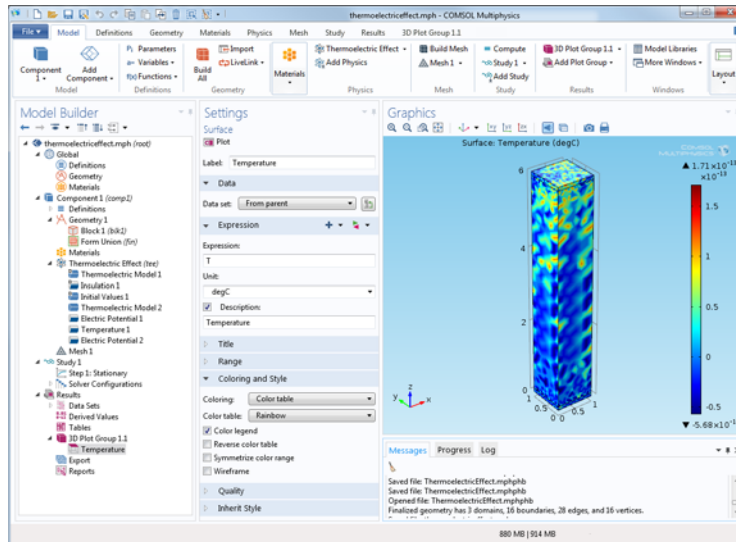 thermoelectriceffect.mph - COMSOL Multiphysics
File Model Definitions Geometry Materials Physics Mesh Study Results 3D Plot Group 1.1
Component 1
Add Component
Model
Pi Parameters
a= Variables
f(x) Functions
Definitions
Build All
Import
LiveLink
Geometry
Materials
Thermoelectric Effect
Add Physics
Physics
Build Mesh
Mesh 1
Mesh
Compute
Study 1
Add Study
Study
3D Plot Group 1.1
Add Plot Group
Results
Model Libraries
More Windows
Windows
Layout
Model Builder
thermoelectriceffect.mph (root)
Global
Definitions
Geometry
Materials
Component 1 (comp1)
Definitions
Geometry 1
Block 1 (blk1)
Form Union (fin)
Materials
Thermoelectric Effect (tee)
Thermoelectric Model 1
Insulation 1
Initial Values 1
Thermoelectric Model 2
Electric Potential 1
Temperature 1
Electric Potential 2
Mesh 1
Study 1
Step 1: Stationary
Solver Configurations
Results
Data Sets
Derived Values
Tables
3D Plot Group 1.1
Temperature
Export
Reports
Settings
Surface
Plot
Label: Temperature
Data
Data set: From parent
Expression
Expression:
T
Unit:
degC
Description:
Temperature
Title
Range
Coloring and Style
Coloring: Color table
Color table: Rainbow
Color legend
Reverse color table
Symmetrize color range
Wireframe
Quality
Inherit Style
Graphics
Surface: Temperature (degC)
COMSOL
MULTIPHYSICS
▲ 1.71×10⁻¹³
×10⁻¹³
6
4
2
0
1.5
1
0.5
0
-0.5
1
0.5
0 0
0.5
1
z
y x
Messages Progress Log
Saved file: ThermoelectricEffect.mphphb
Saved file: ThermoelectricEffect.mphphb
Opened file: ThermoelectricEffect.mphphb
Finalized geometry has 3 domains, 16 boundaries, 28 edges, and 16 vertices.
880 MB | 914 MB